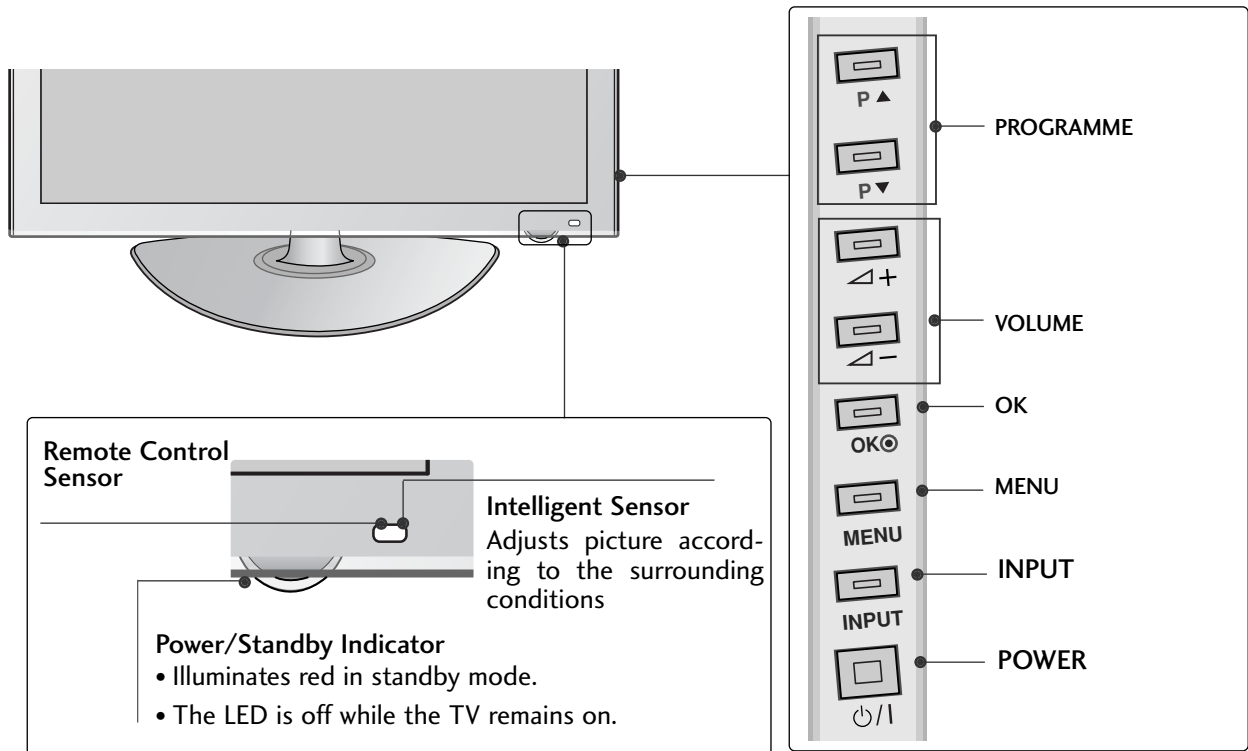 P ▲
PROGRAMME
P ▼
+
VOLUME
-
OK
OK◉
MENU
MENU
INPUT
INPUT
POWER
⏻/I
Remote Control
Sensor
Intelligent Sensor
Adjusts picture accord-
ing to the surrounding
conditions
Power/Standby Indicator
• Illuminates red in standby mode.
• The LED is off while the TV remains on.